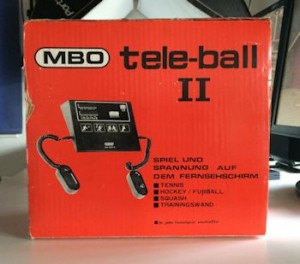 MBO tele-ball
II
SPIEL UND
SPANNUNG AUF
DEM FERNSEHSCHIRM
■ TENNIS
■ HOCKEY / FUßBALL
■ SQUASH
■ TRAININGSWAND